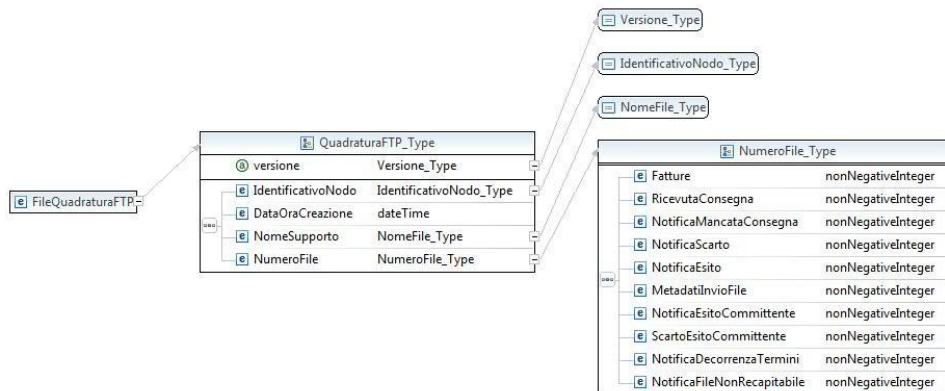 Versione_Type
IdentificativoNodo_Type
NomeFile_Type
QuadraturaFTP_Type
a versione Versione_Type
e IdentificativoNodo IdentificativoNodo_Type
e DataOraCreazione dateTime
e NomeSupporto NomeFile_Type
e NumeroFile NumeroFile_Type
e FileQuadraturaFTP
NumeroFile_Type
e Fatture nonNegativeInteger
e RicevutaConsegna nonNegativeInteger
e NotificaMancataConsegna nonNegativeInteger
e NotificaScarto nonNegativeInteger
e NotificaEsito nonNegativeInteger
e MetadatiInvioFile nonNegativeInteger
e NotificaEsitoCommittente nonNegativeInteger
e ScartoEsitoCommittente nonNegativeInteger
e NotificaDecorrenzaTermini nonNegativeInteger
e NotificaFileNonRecapitabile nonNegativeInteger